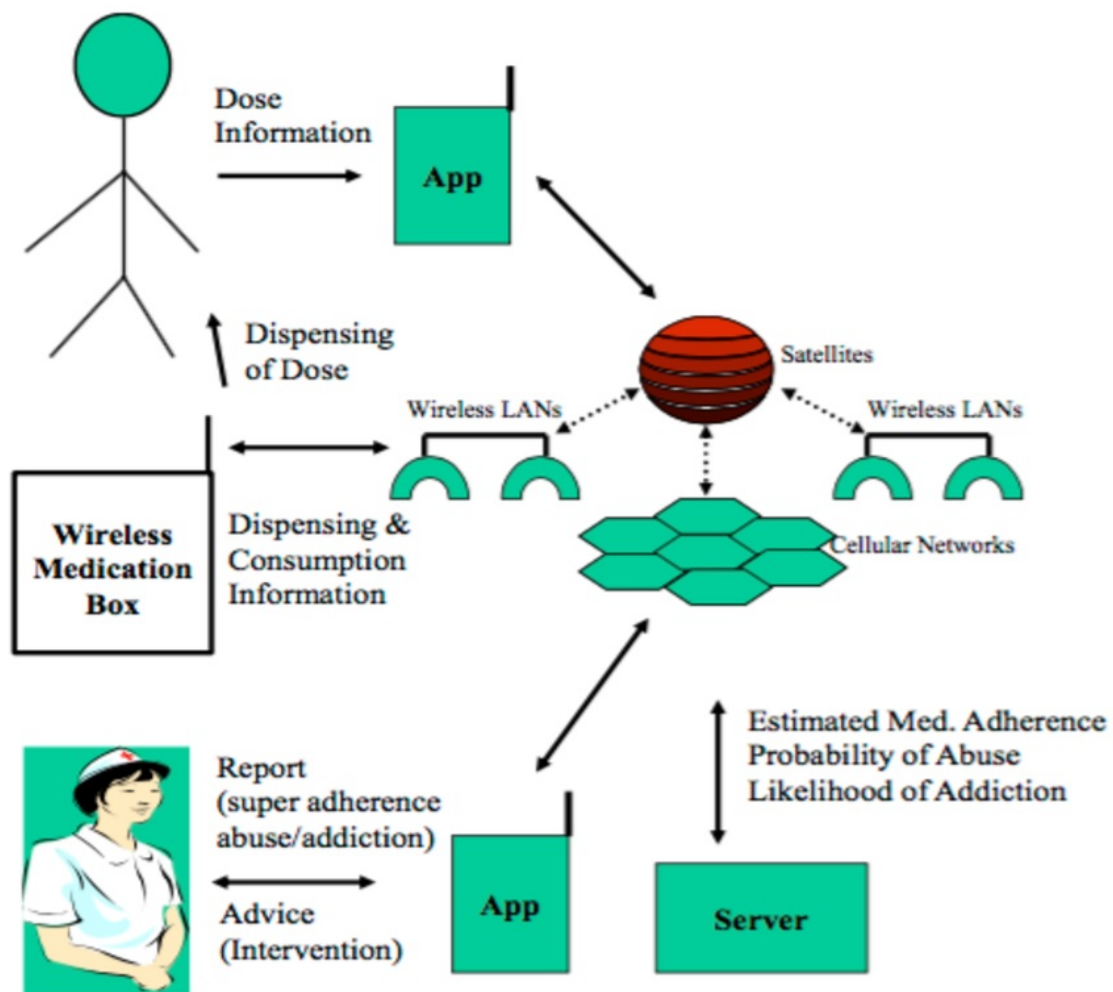 Dose
Information
App
Dispensing
of Dose
Satellites
Wireless LANs
Wireless LANs
Wireless
Medication
Box
Dispensing &
Consumption
Information
Cellular Networks
Estimated Med. Adherence
Probability of Abuse
Likelihood of Addiction
Report
(super adherence
abuse/addiction)
Advice
(Intervention)
App
Server